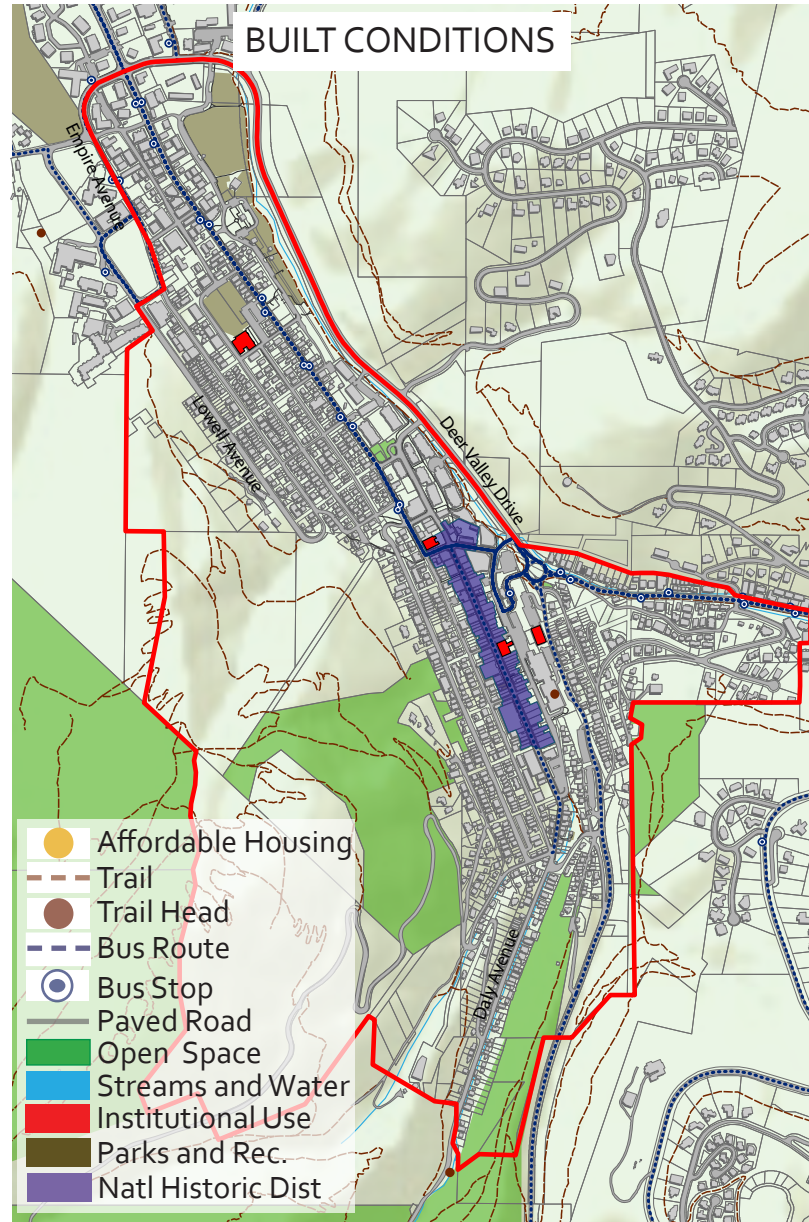 BUILT CONDITIONS
Empire Avenue
Lowell Avenue
Deer Valley Drive
Daly Avenue
Affordable Housing
Trail
Trail Head
Bus Route
Bus Stop
Paved Road
Open Space
Streams and Water
Institutional Use
Parks and Rec.
Natl Historic Dist